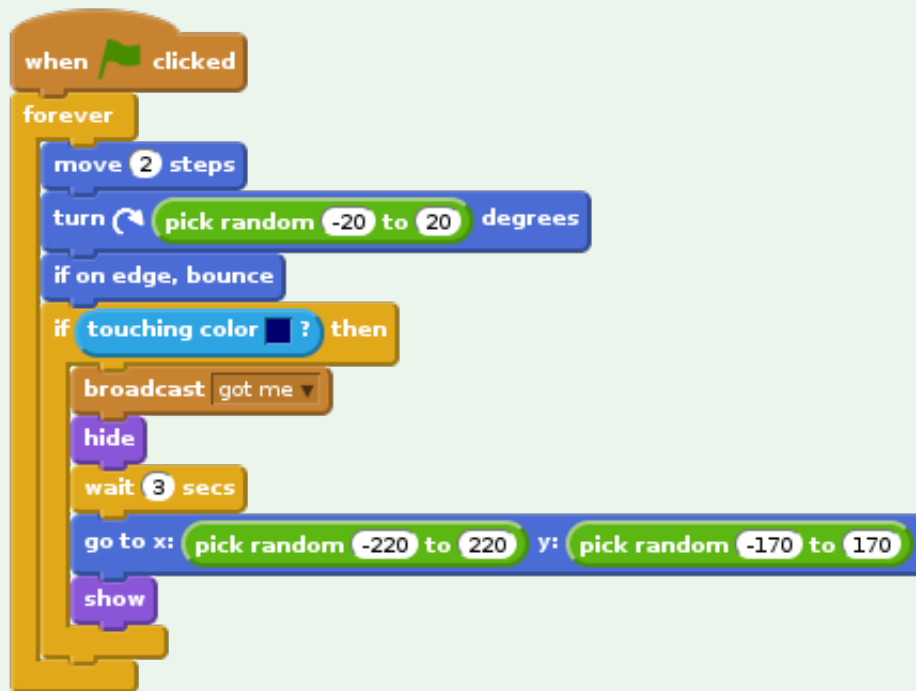 when clicked
forever
move 2 steps
turn pick random -20 to 20 degrees
if on edge, bounce
if touching color ? then
broadcast got me
hide
wait 3 secs
go to x: pick random -220 to 220 y: pick random -170 to 170
show